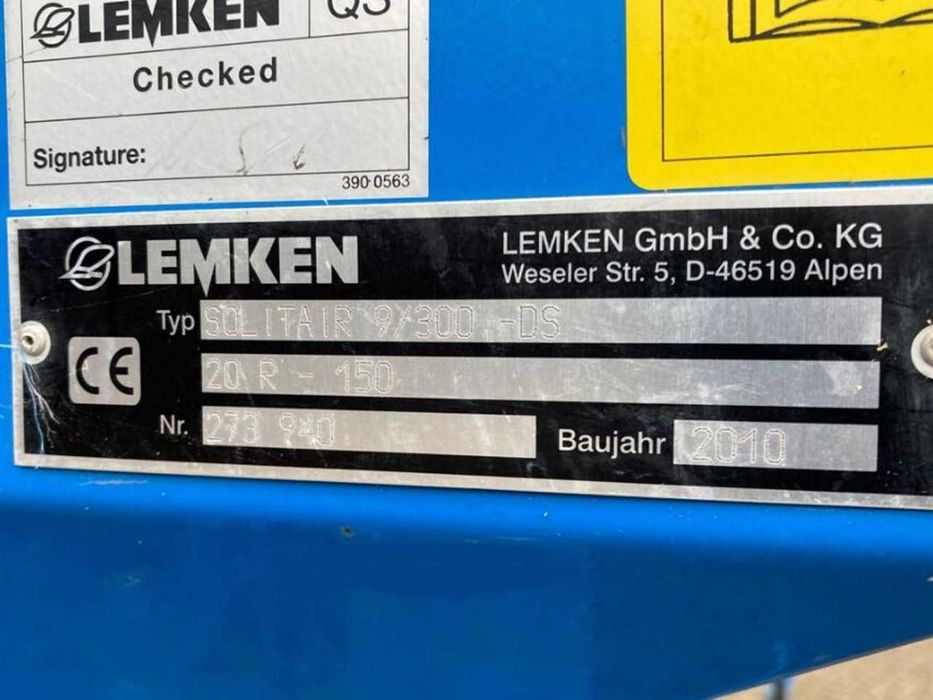 LEMKEN QS
Checked
Signature:
390 0563
LEMKEN
LEMKEN GmbH & Co. KG
Weseler Str. 5, D-46519 Alpen
Typ SOLITAIR 9/300 -DS
CE 20 R - 150
Nr. 273 940 Baujahr 2010